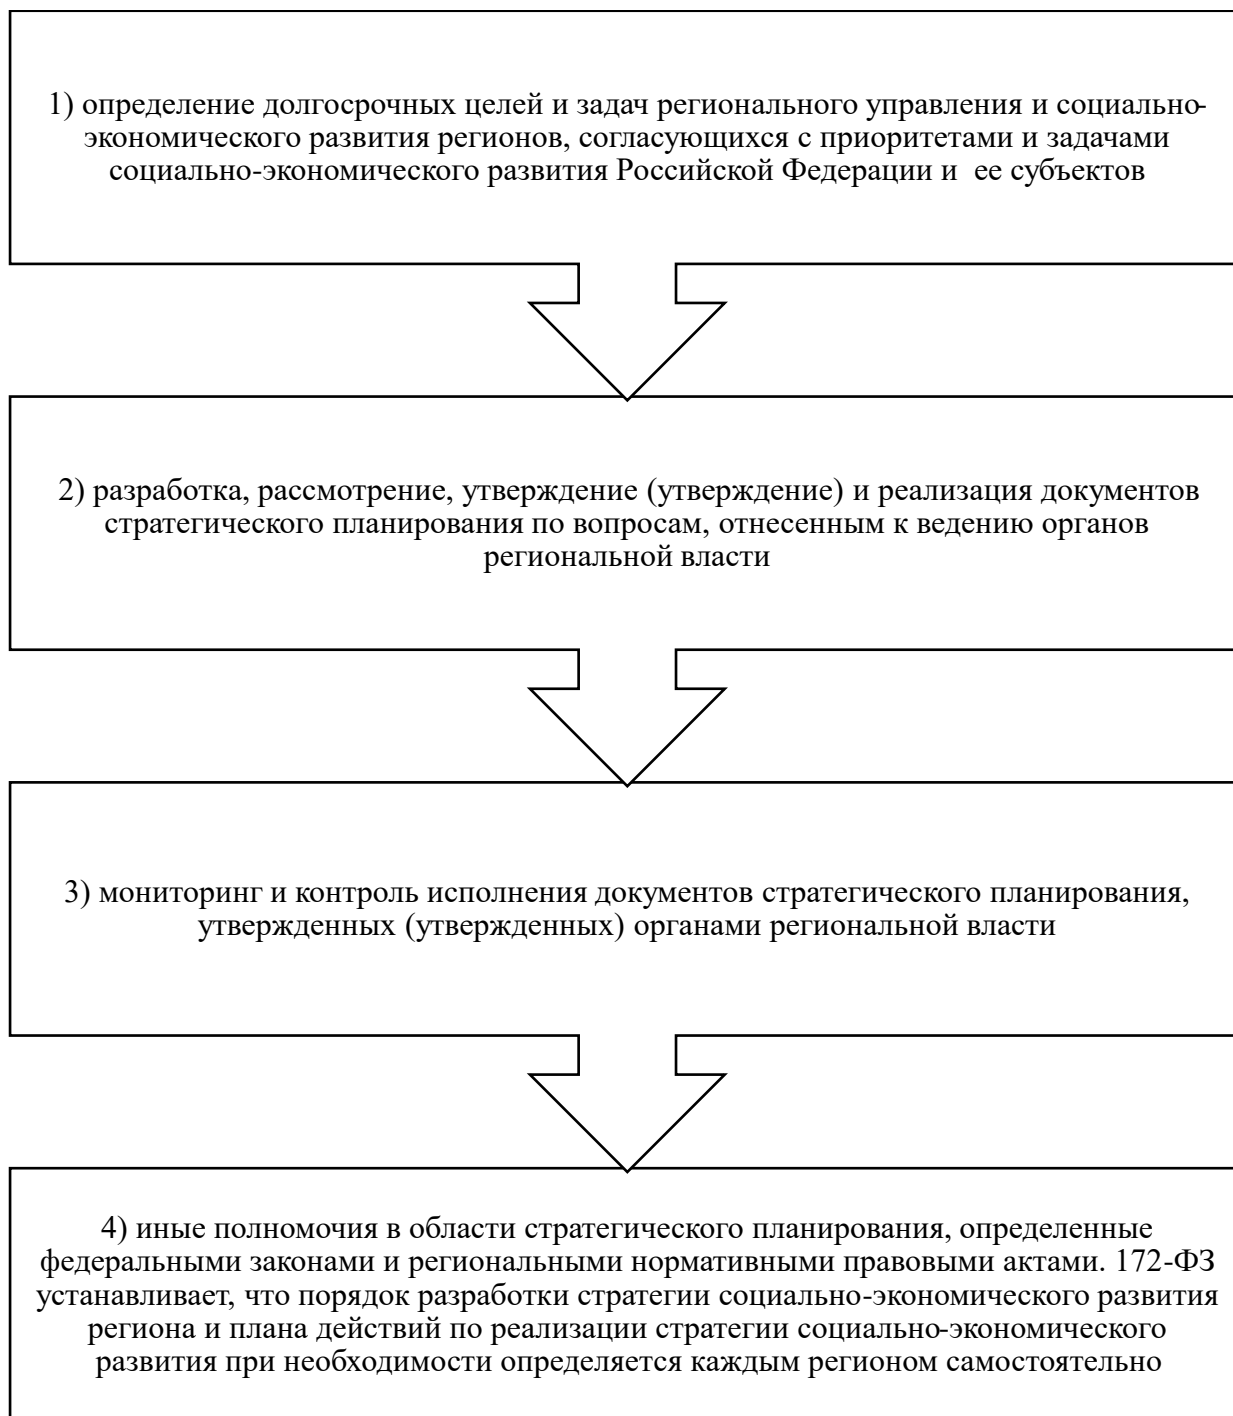 1) определение долгосрочных целей и задач регионального управления и социально-
экономического развития регионов, согласующихся с приоритетами и задачами
социально-экономического развития Российской Федерации и ее субъектов
2) разработка, рассмотрение, утверждение (утверждение) и реализация документов
стратегического планирования по вопросам, отнесенным к ведению органов
региональной власти
3) мониторинг и контроль исполнения документов стратегического планирования,
утвержденных (утвержденных) органами региональной власти
4) иные полномочия в области стратегического планирования, определенные
федеральными законами и региональными нормативными правовыми актами. 172-ФЗ
устанавливает, что порядок разработки стратегии социально-экономического развития
региона и плана действий по реализации стратегии социально-экономического
развития при необходимости определяется каждым регионом самостоятельно